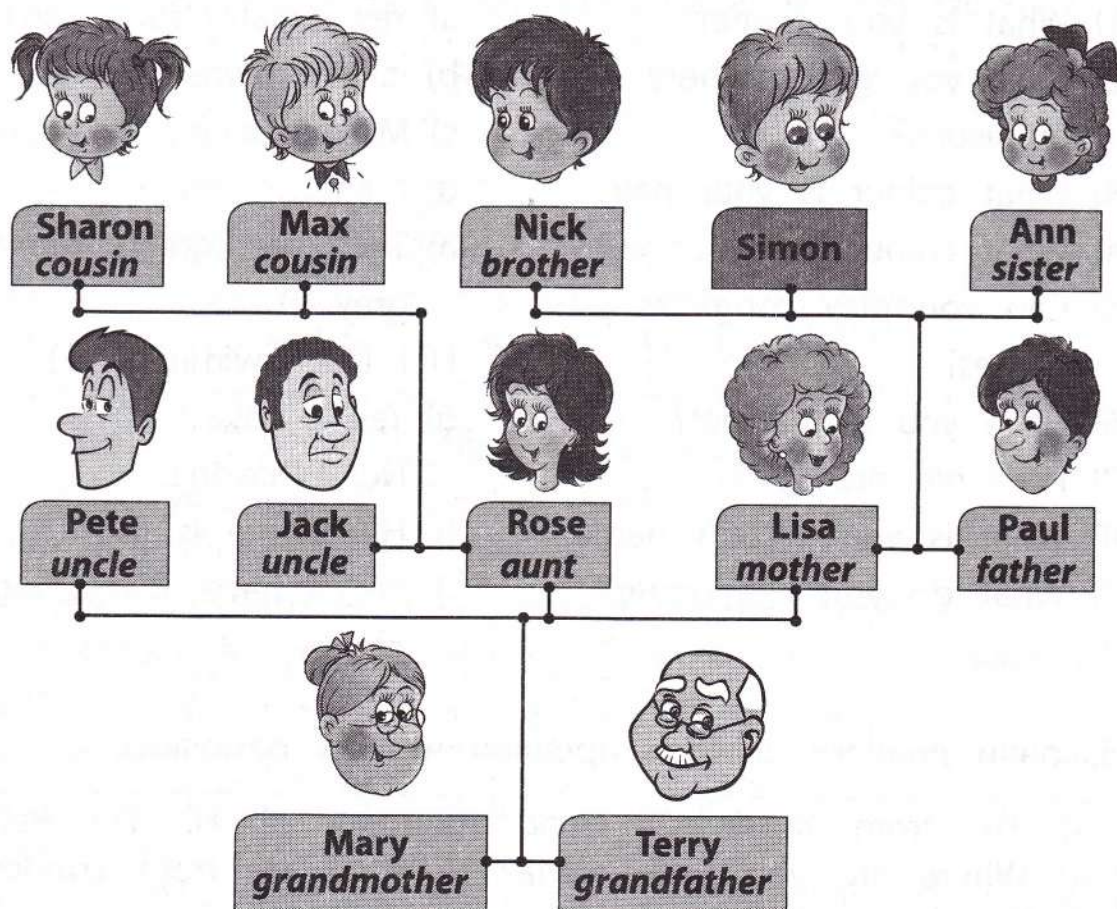 Sharon
cousin
Max
cousin
Nick
brother
Simon
Ann
sister
Pete
uncle
Jack
uncle
Rose
aunt
Lisa
mother
Paul
father
Mary
grandmother
Terry
grandfather